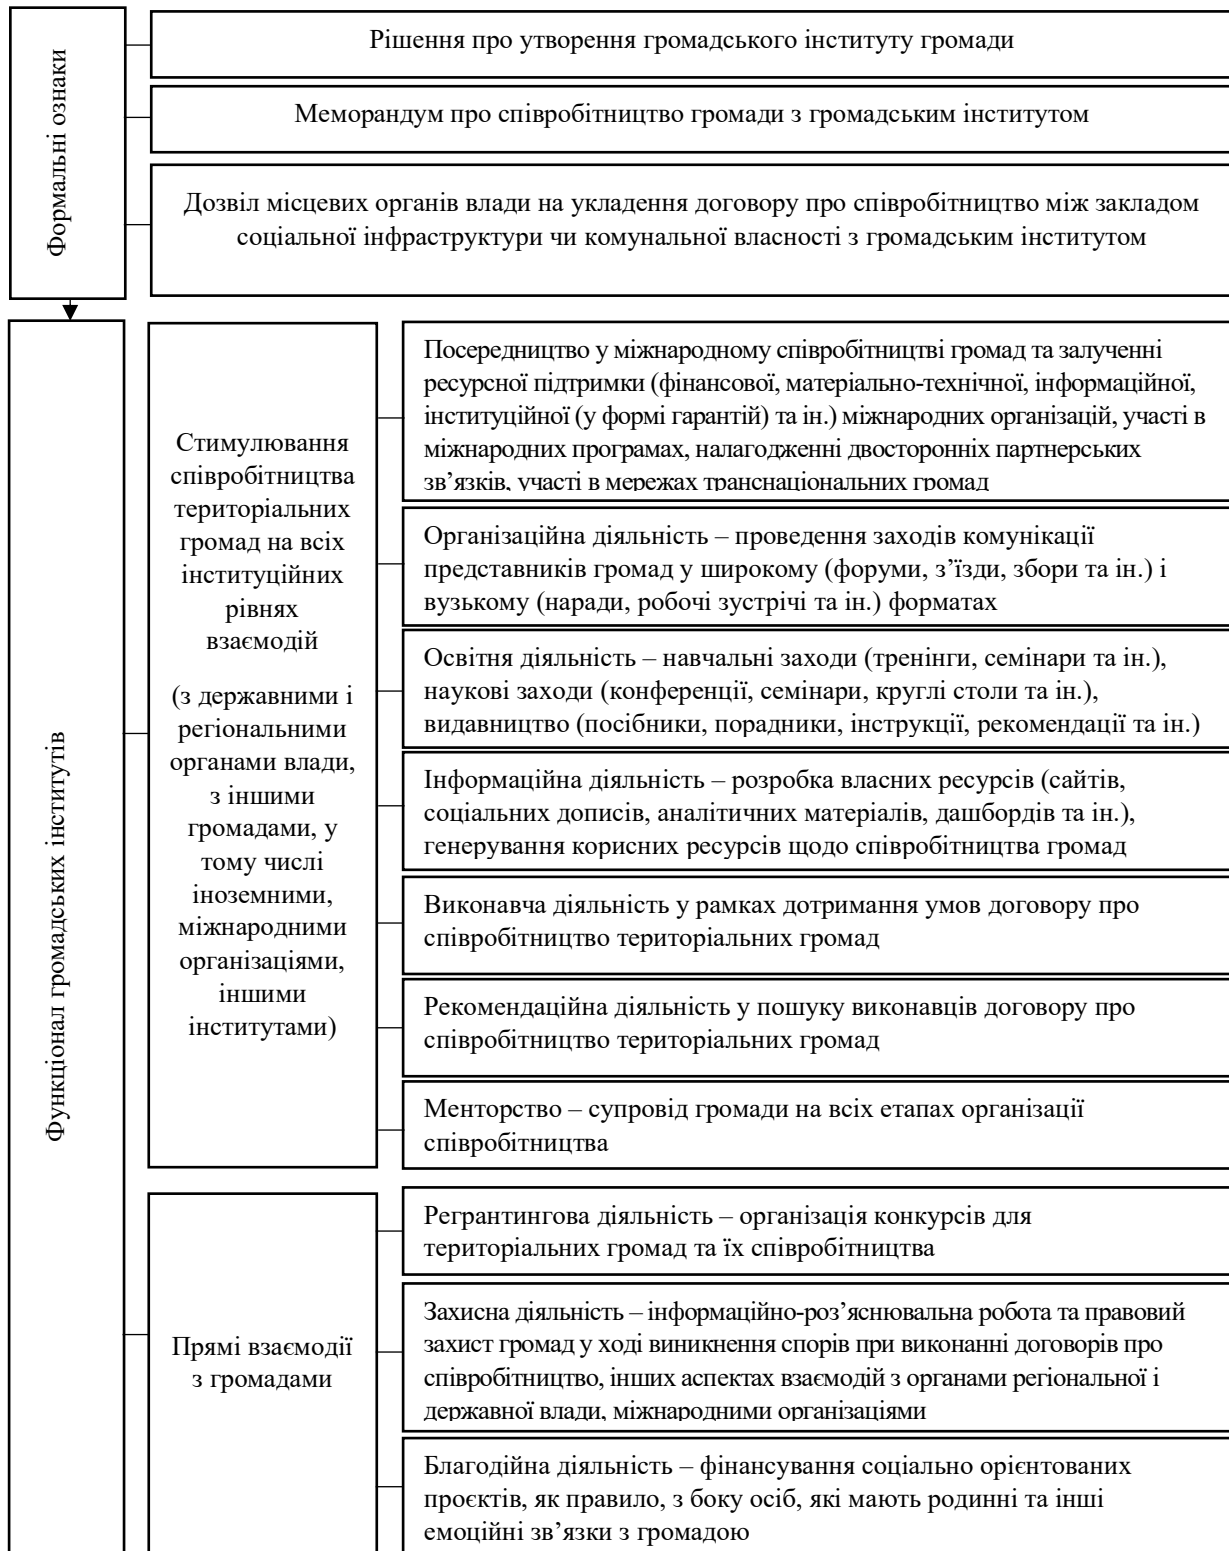 Формальні ознаки
Рішення про утворення громадського інституту громади
Меморандум про співробітництво громади з громадським інститутом
Дозвіл місцевих органів влади на укладення договору про співробітництво між закладом
соціальної інфраструктури чи комунальної власності з громадським інститутом
Функціонал громадських інститутів
Стимулювання
співробітництва
територіальних
громад на всіх
інституційних
рівнях
взаємодій
(з державними і
регіональними
органами влади,
з іншими
громадами, у
тому числі
іноземними,
міжнародними
організаціями,
іншими
інститутами)
Посередництво у міжнародному співробітництві громад та залученні
ресурсної підтримки (фінансової, матеріально-технічної, інформаційної,
інституційної (у формі гарантій) та ін.) міжнародних організацій, участі в
міжнародних програмах, налагодженні двосторонніх партнерських
зв’язків, участі в мережах транснаціональних громад
Організаційна діяльність – проведення заходів комунікації
представників громад у широкому (форуми, з’їзди, збори та ін.) і
вузькому (наради, робочі зустрічі та ін.) форматах
Освітня діяльність – навчальні заходи (тренінги, семінари та ін.),
наукові заходи (конференції, семінари, круглі столи та ін.),
видавництво (посібники, порадники, інструкції, рекомендації та ін.)
Інформаційна діяльність – розробка власних ресурсів (сайтів,
соціальних дописів, аналітичних матеріалів, дашбордів та ін.),
генерування корисних ресурсів щодо співробітництва громад
Виконавча діяльність у рамках дотримання умов договору про
співробітництво територіальних громад
Рекомендаційна діяльність у пошуку виконавців договору про
співробітництво територіальних громад
Менторство – супровід громади на всіх етапах організації
співробітництва
Прямі взаємодії
з громадами
Регрантингова діяльність – організація конкурсів для
територіальних громад та їх співробітництва
Захисна діяльність – інформаційно-роз’яснювальна робота та правовий
захист громад у ході виникнення спорів при виконанні договорів про
співробітництво, інших аспектах взаємодій з органами регіональної і
державної влади, міжнародними організаціями
Благодійна діяльність – фінансування соціально орієнтованих
проєктів, як правило, з боку осіб, які мають родинні та інші
емоційні зв’язки з громадою